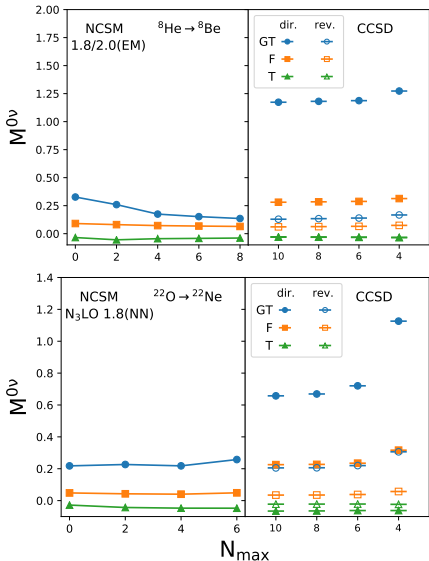 NCSM ⁸He→⁸Be
1.8/2.0(EM)
dir. rev.
GT
F
T
CCSD
M⁰ᵛ
2.00
1.75
1.50
1.25
1.00
0.75
0.50
0.25
0.00
0 2 4 6 8
10 8 6 4
NCSM ²²O→²²Ne
N₃LO 1.8(NN)
dir. rev.
GT
F
T
CCSD
M⁰ᵛ
1.4
1.2
1.0
0.8
0.6
0.4
0.2
0.0
0 2 4 6
10 8 6 4
Nₘₐₓ